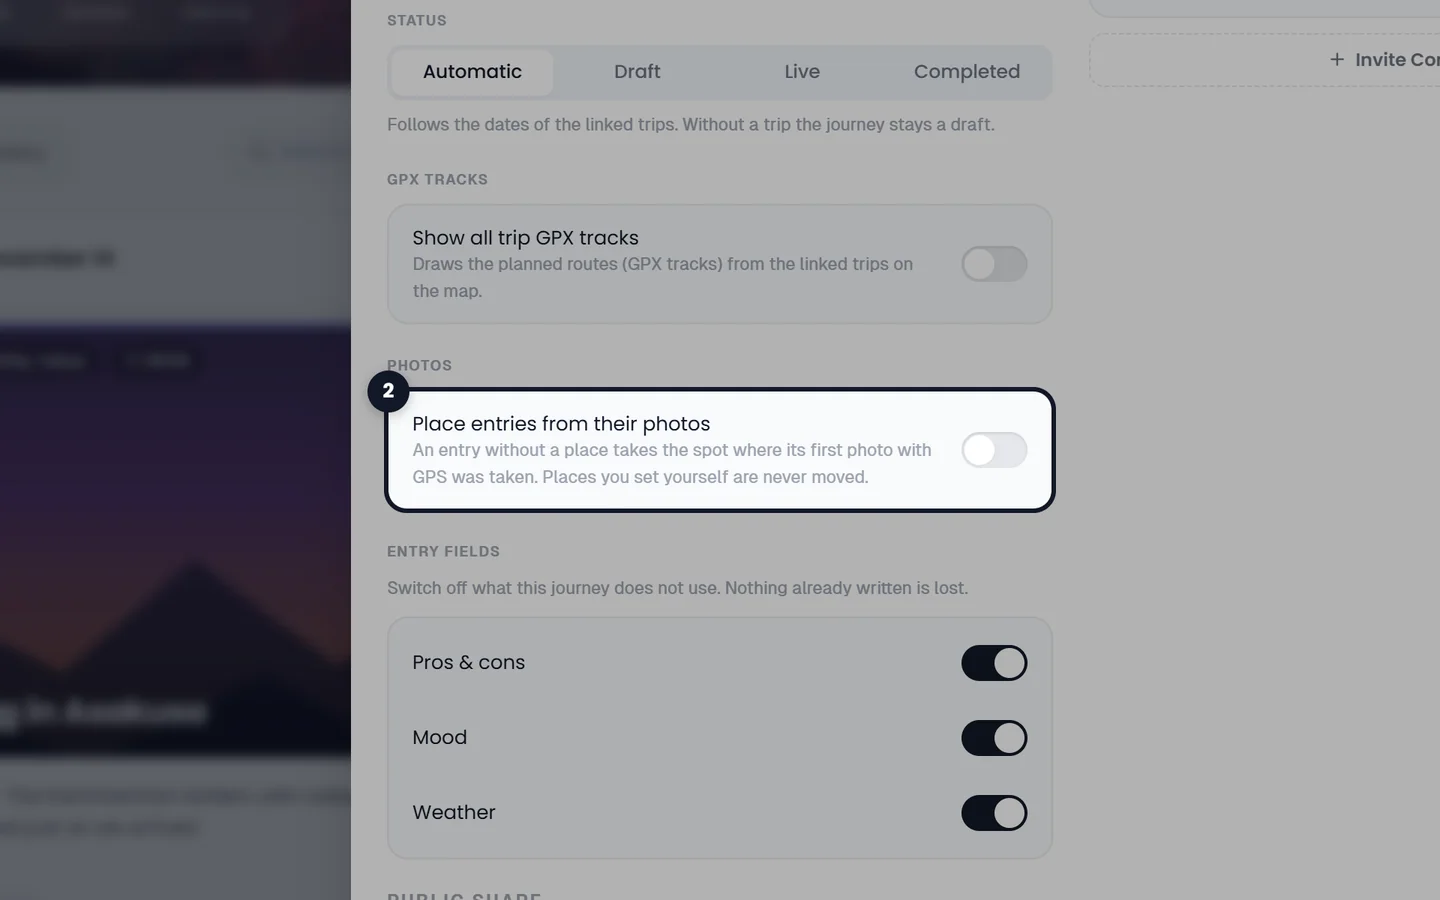 STATUS
Automatic Draft Live Completed
Follows the dates of the linked trips. Without a trip the journey stays a draft.
+ Invite
GPX TRACKS
Show all trip GPX tracks
Draws the planned routes (GPX tracks) from the linked trips on
the map.
PHOTOS
2
Place entries from their photos
An entry without a place takes the spot where its first photo with
GPS was taken. Places you set yourself are never moved.
ENTRY FIELDS
Switch off what this journey does not use. Nothing already written is lost.
Pros & cons
Mood
Weather
PUBLIC SHARE